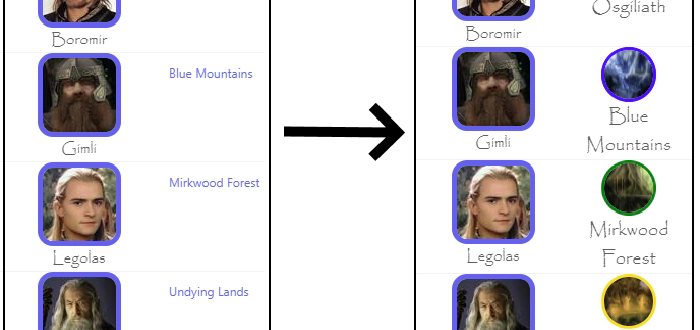 Boromir
Blue Mountains
Gimli
Mirkwood Forest
Legolas
Undying Lands
Osgiliath
Boromir
Blue
Mountains
Gimli
Mirkwood
Forest
Legolas